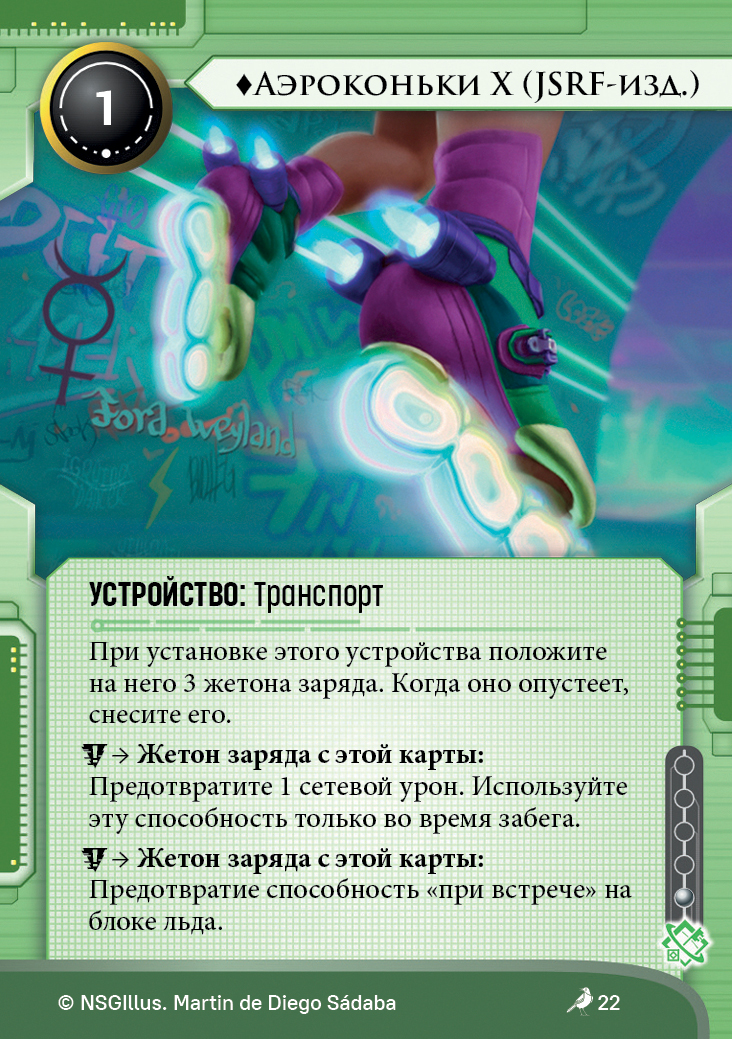 1
♦Аэроконьки X (JSRF-изд.)
Ford Weyland
УСТРОЙСТВО: Транспорт
При установке этого устройства положите
на него 3 жетона заряда. Когда оно опустеет,
снесите его.
→ Жетон заряда с этой карты:
Предотвратите 1 сетевой урон. Используйте
эту способность только во время забега.
→ Жетон заряда с этой карты:
Предотвратие способность «при встрече» на
блоке льда.
© NSGIllus. Martin de Diego Sádaba
22